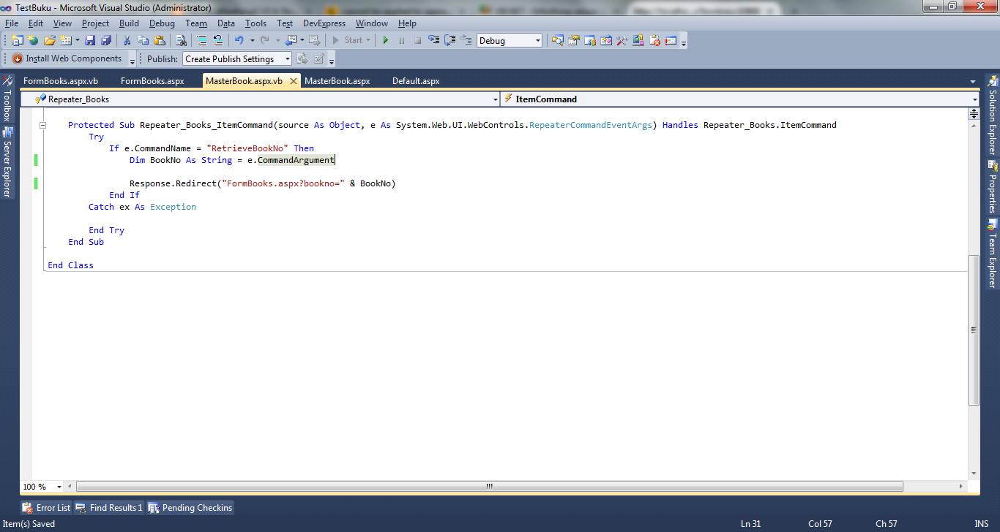 TestBuku - Microsoft Visual Studio (Administrator)
File Edit View Project Build Debug Team Data Tools Test DevExpress Window Help
Start Debug
Install Web Components Publish: Create Publish Settings
FormBooks.aspx.vb FormBooks.aspx MasterBook.aspx.vb MasterBook.aspx Default.aspx
Repeater_Books ItemCommand
Toolbox
Server Explorer
Protected Sub Repeater_Books_ItemCommand(source As Object, e As System.Web.UI.WebControls.RepeaterCommandEventArgs) Handles Repeater_Books.ItemCommand
Try
If e.CommandName = "RetrieveBookNo" Then
Dim BookNo As String = e.CommandArgument
Response.Redirect("FormBooks.aspx?bookno=" & BookNo)
End If
Catch ex As Exception
End Try
End Sub
End Class
Solution Explorer
Properties
Team Explorer
100 %
Error List Find Results 1 Pending Checkins
Item(s) Saved Ln 31 Col 57 Ch 57 INS